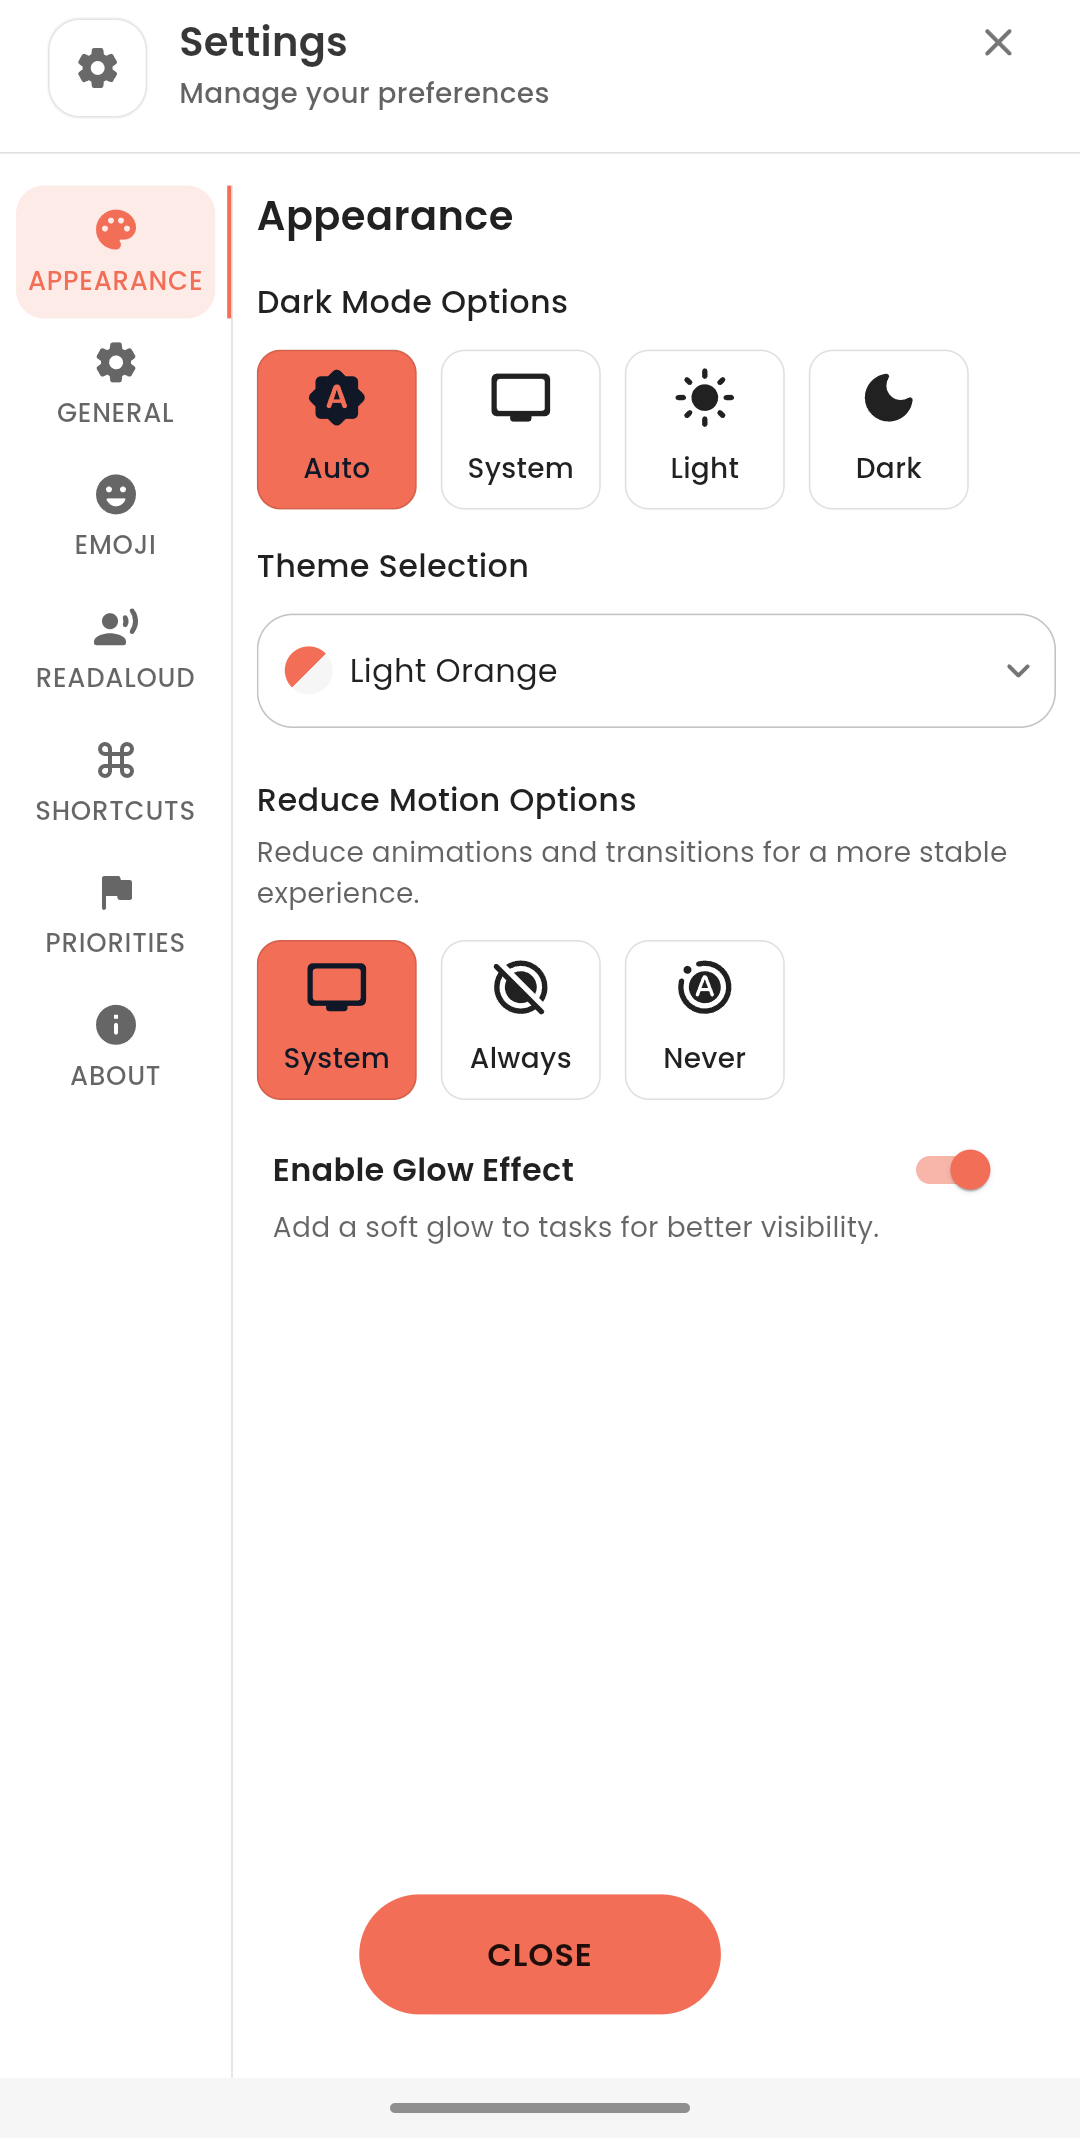 Settings
Manage your preferences
APPEARANCE
GENERAL
EMOJI
READALOUD
SHORTCUTS
PRIORITIES
ABOUT
Appearance
Dark Mode Options
Auto
System
Light
Dark
Theme Selection
Light Orange
Reduce Motion Options
Reduce animations and transitions for a more stable
experience.
System
Always
Never
Enable Glow Effect
Add a soft glow to tasks for better visibility.
CLOSE